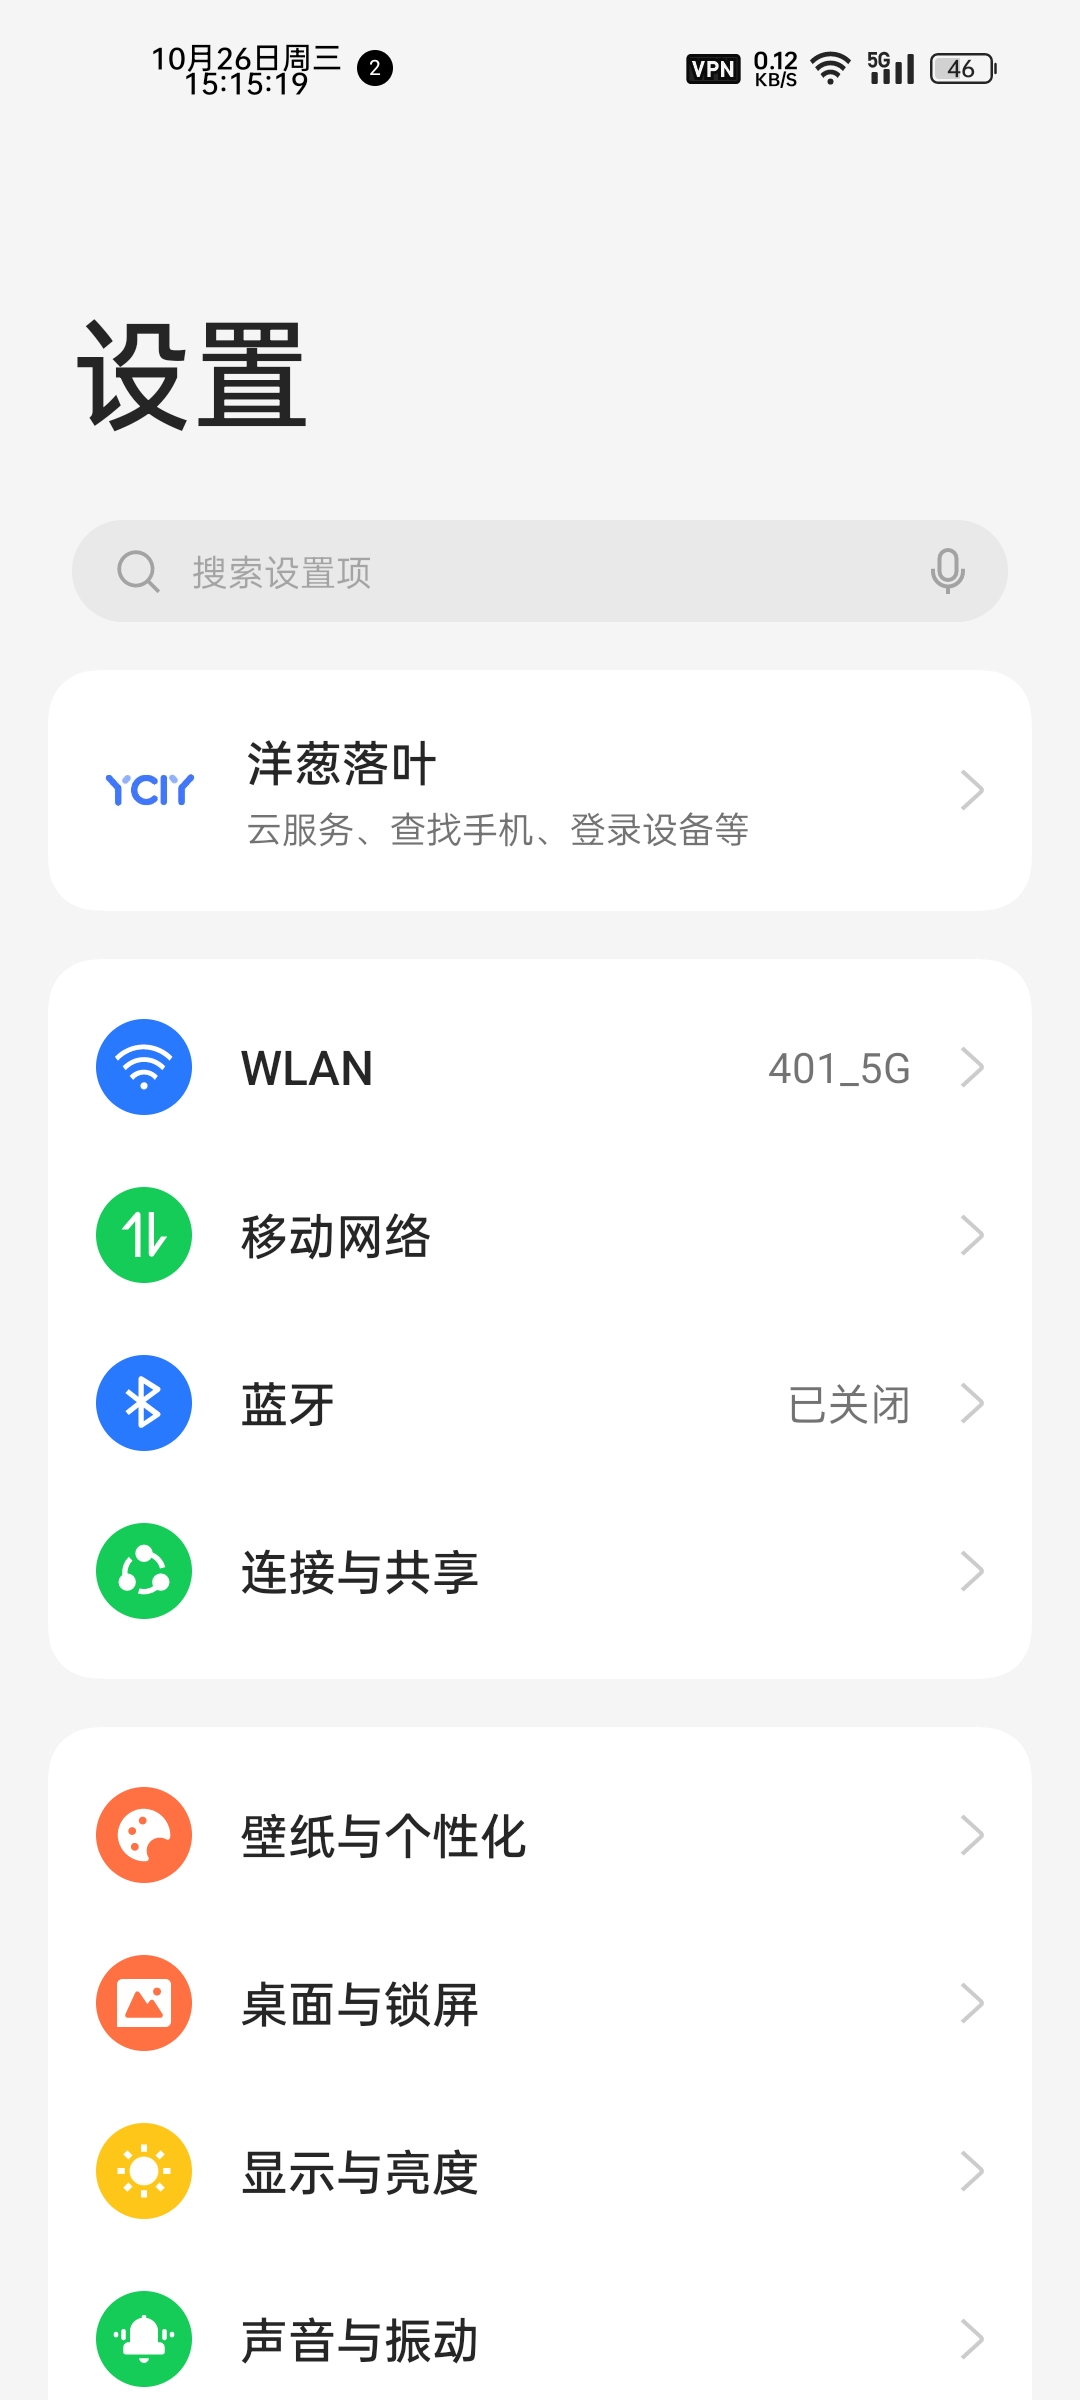 10月26日周三
15:15:19
2
VPN
0.12
KB/S
5G
46
设置
搜索设置项
YCIY
洋葱落叶
云服务、查找手机、登录设备等
WLAN
401_5G
移动网络
蓝牙
已关闭
连接与共享
壁纸与个性化
桌面与锁屏
显示与亮度
声音与振动